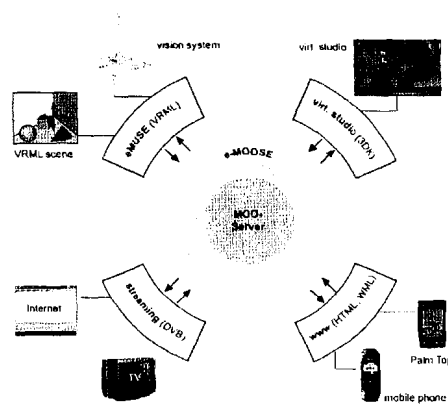 vision system
virt. studio
eMUSE (VRML)
virt. studio (3DK)
VRML scene
e-MOOSE
MOO-
Server
Internet
streaming (DVB)
www (HTML, WML)
TV
Palm Top
mobile phone